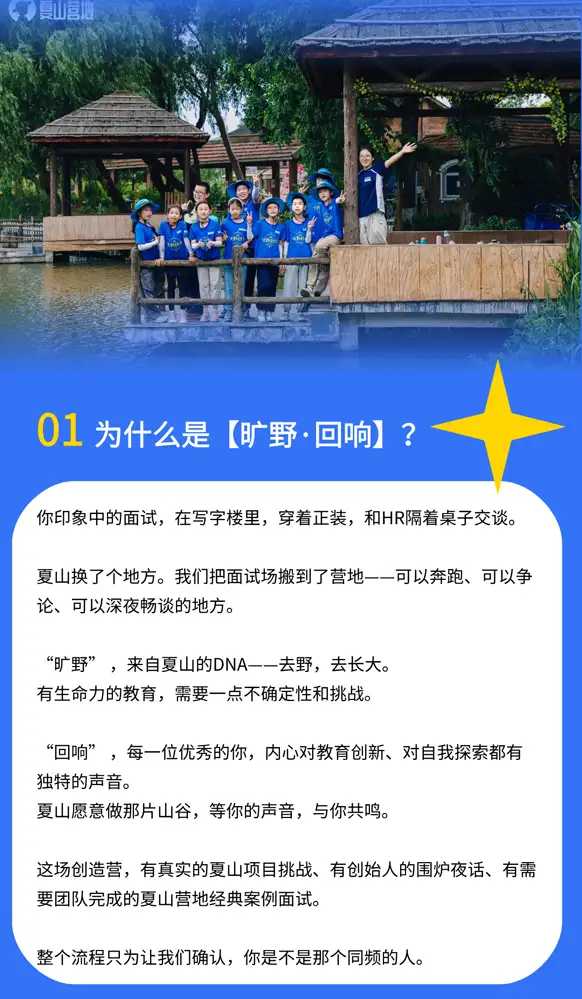 夏山营地
01 为什么是【旷野·回响】?
你印象中的面试，在写字楼里，穿着正装，和HR隔着桌子交谈。
夏山换了个地方。我们把面试场搬到了营地——可以奔跑、可以争
论、可以深夜畅谈的地方。
“旷野”，来自夏山的DNA——去野，去长大。
有生命力的教育，需要一点不确定性和挑战。
“回响”，每一位优秀的你，内心对教育创新、对自我探索都有
独特的声音。
夏山愿意做那片山谷，等你的声音，与你共鸣。
这场创造营，有真实的夏山项目挑战、有创始人的围炉夜话、有需
要团队完成的夏山营地经典案例面试。
整个流程只为让我们确认，你是不是那个同频的人。